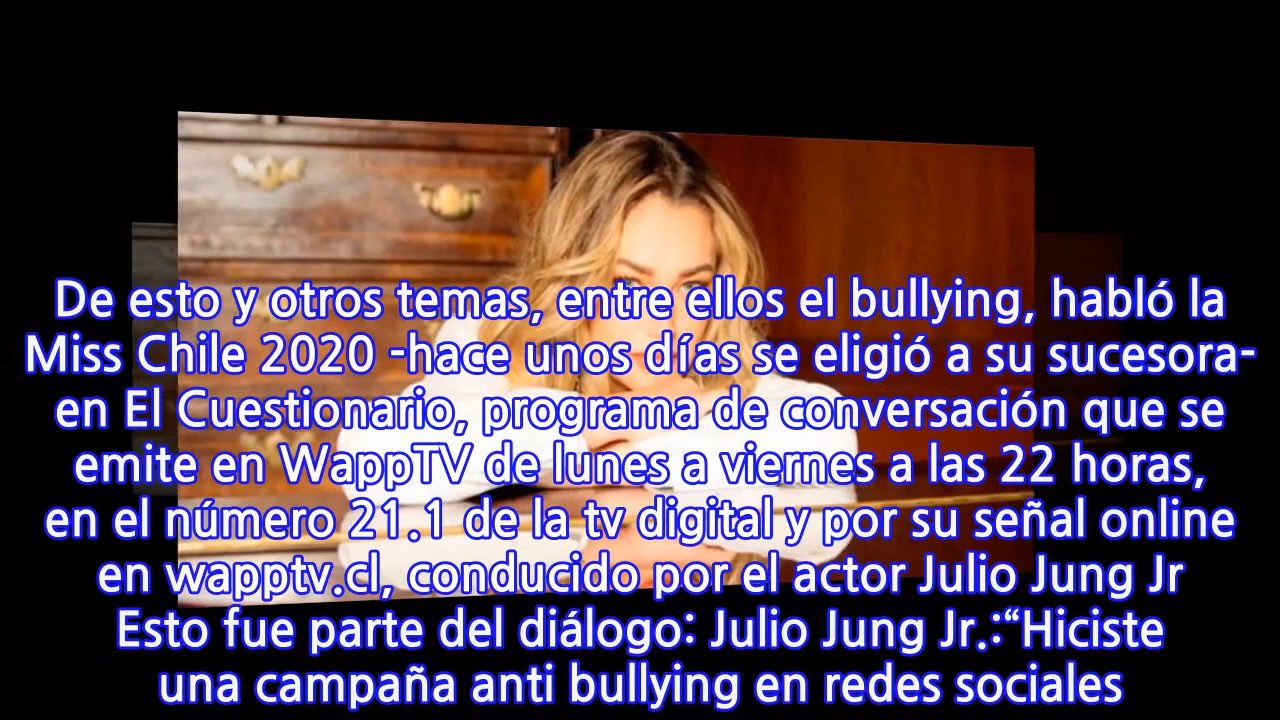 De esto y otros temas, entre ellos el bullying, habló la
Miss Chile 2020 -hace unos días se eligió a su sucesora-
en El Cuestionario, programa de conversación que se
emite en WappTV de lunes a viernes a las 22 horas,
en el número 21.1 de la tv digital y por su señal online
en wapptv.cl, conducido por el actor Julio Jung Jr
Esto fue parte del diálogo: Julio Jung Jr.:“Hiciste
una campaña anti bullying en redes sociales